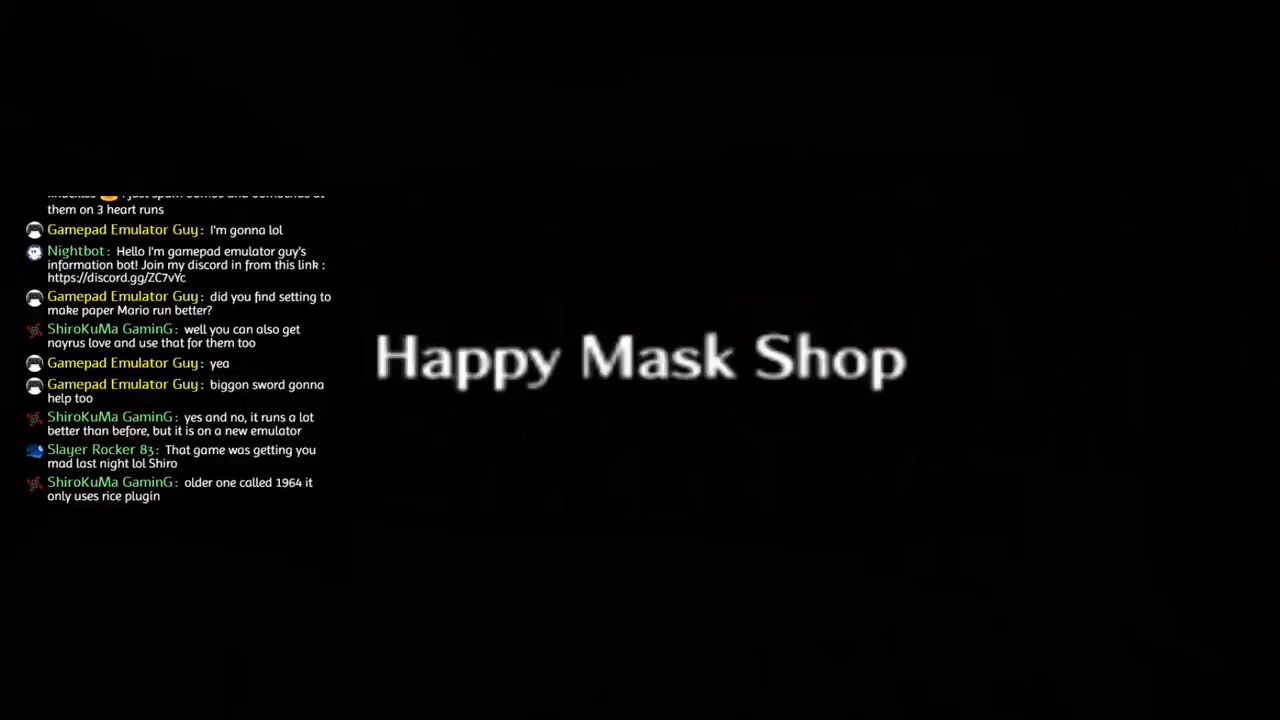 them on 3 heart runs
Gamepad Emulator Guy: I'm gonna lol
Nightbot: Hello I'm gamepad emulator guy's
information bot! Join my discord in from this link :
https://discord.gg/ZC7vYc
Gamepad Emulator Guy: did you find setting to
make paper Mario run better?
ShiroKuMa GaminG: well you can also get
nayrus love and use that for them too
Gamepad Emulator Guy: yea
Gamepad Emulator Guy: biggon sword gonna
help too
ShiroKuMa GaminG: yes and no, it runs a lot
better than before, but it is on a new emulator
Slayer Rocker 83: That game was getting you
mad last night lol Shiro
ShiroKuMa GaminG: older one called 1964 it
only uses rice plugin
Happy Mask Shop